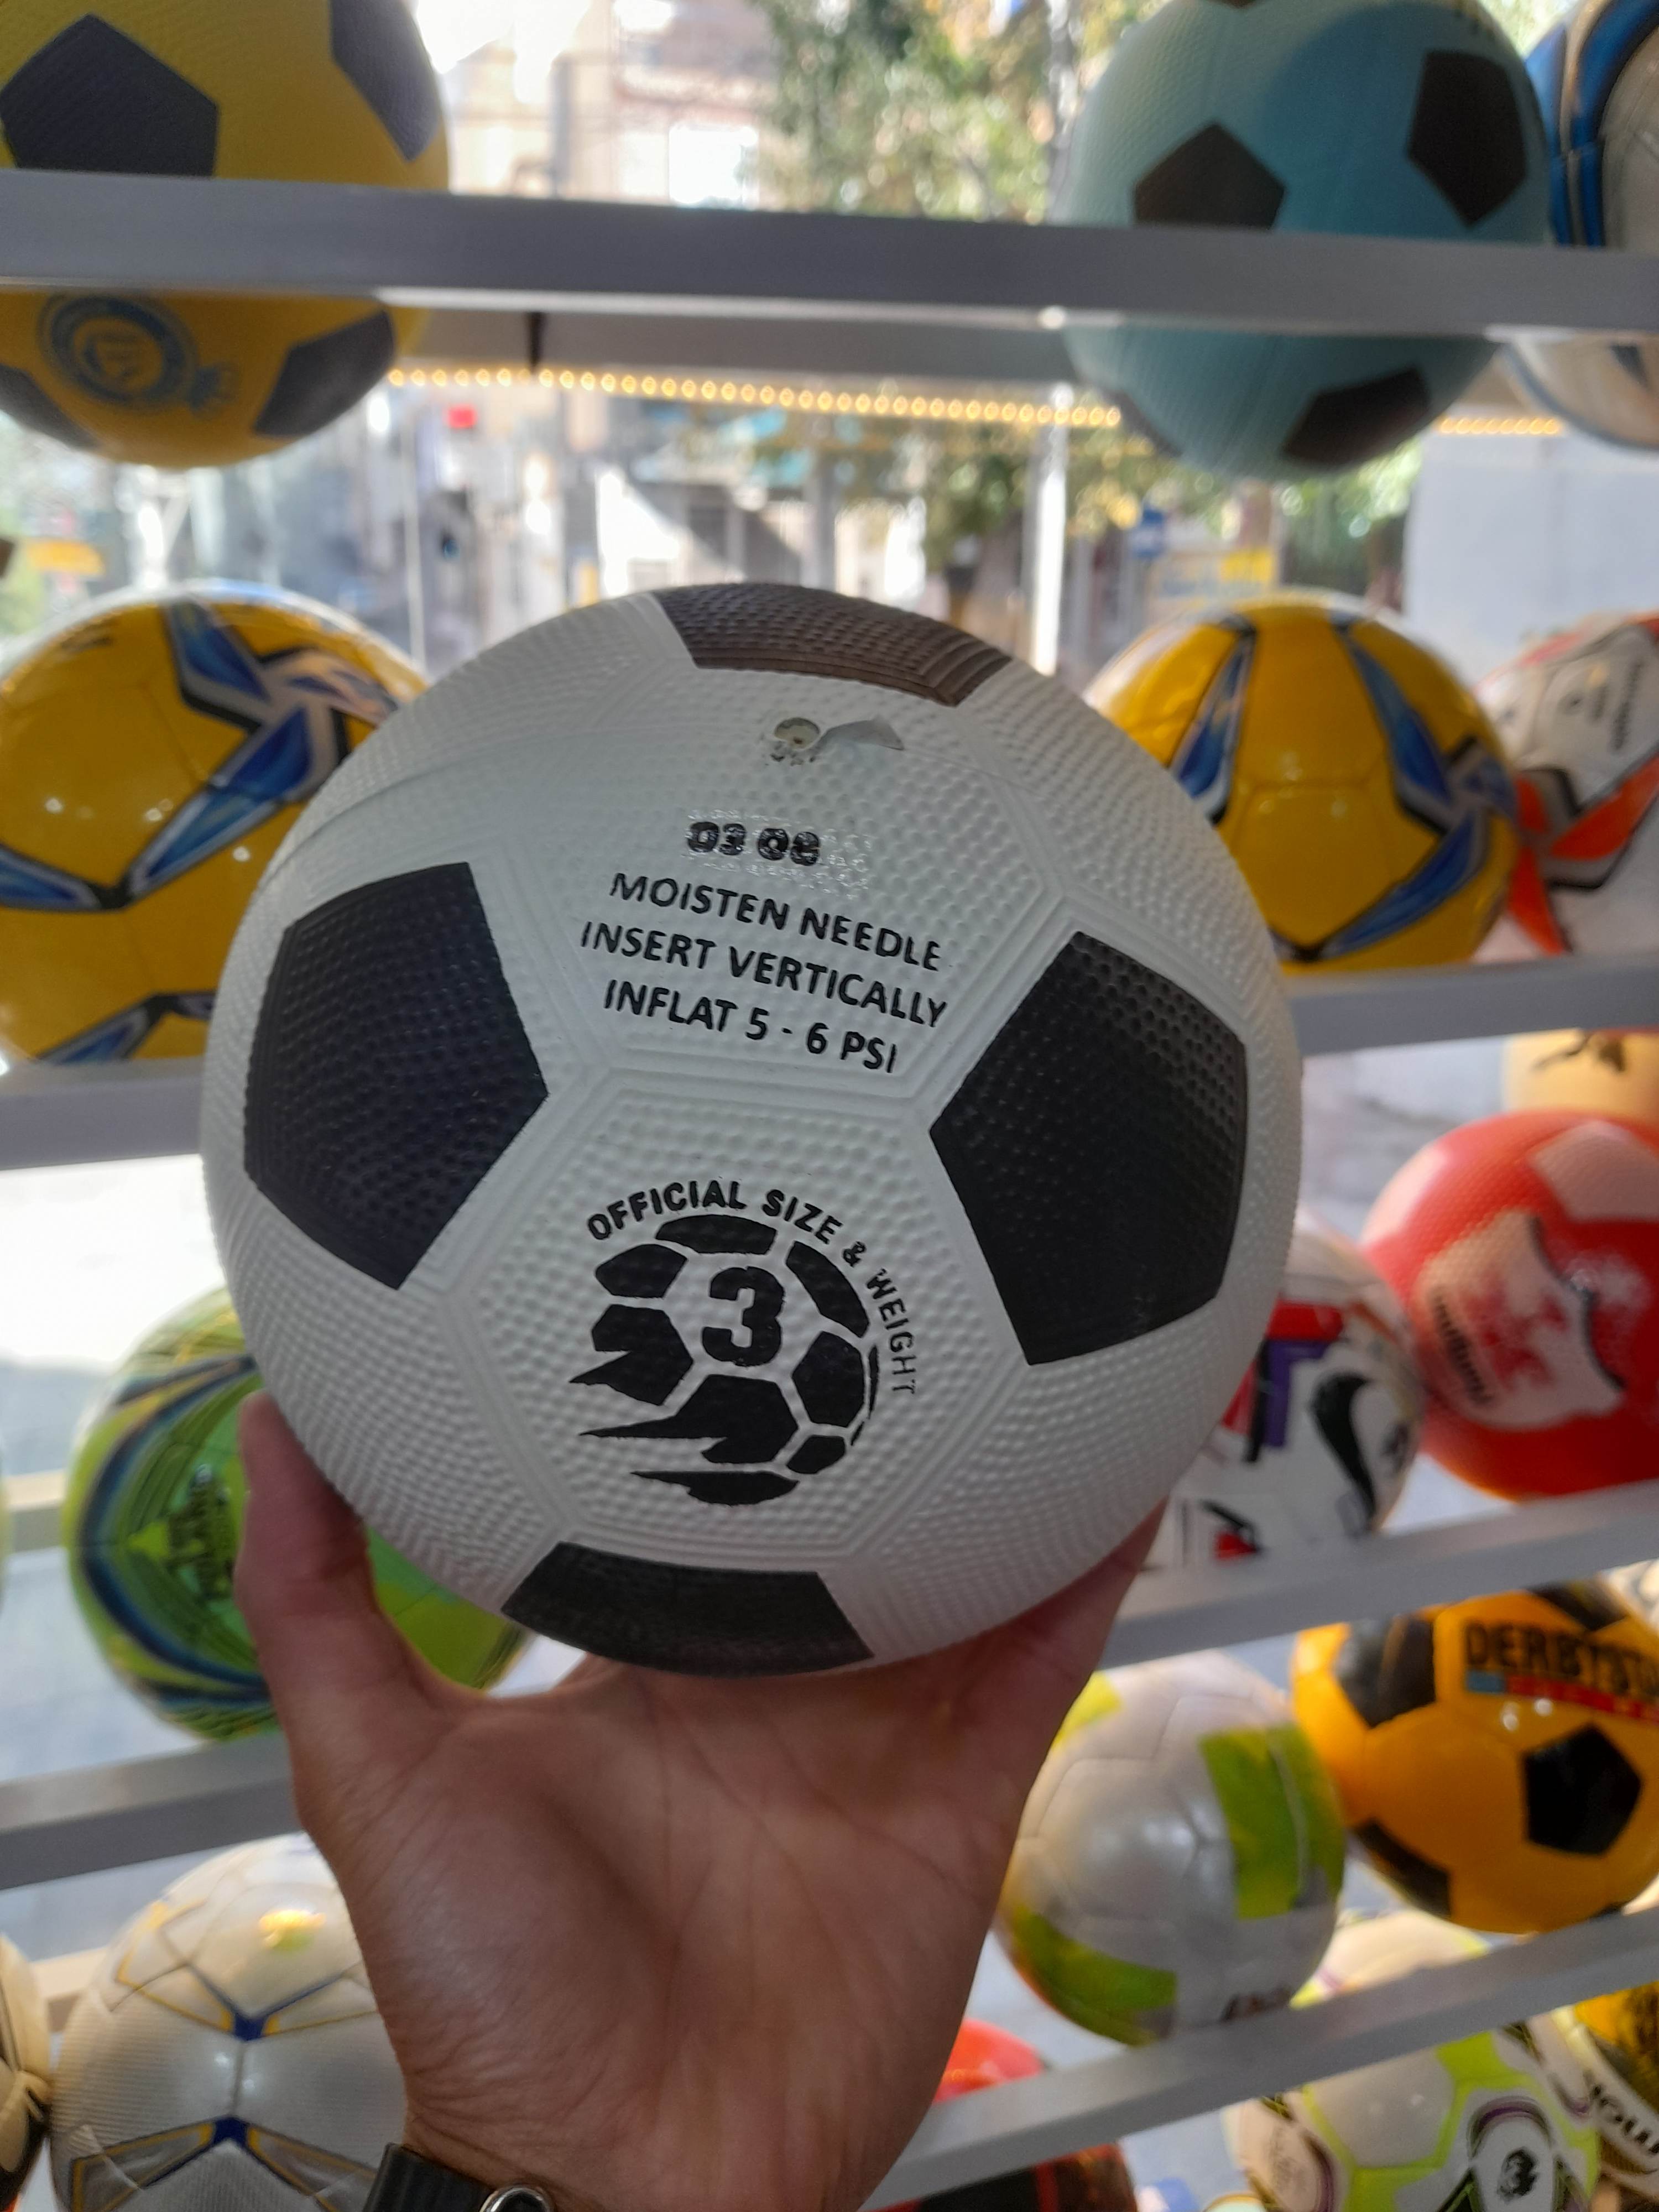 03 08
MOISTEN NEEDLE
INSERT VERTICALLY
INFLAT 5 - 6 PSI
OFFICIAL SIZE & WEIGHT
3